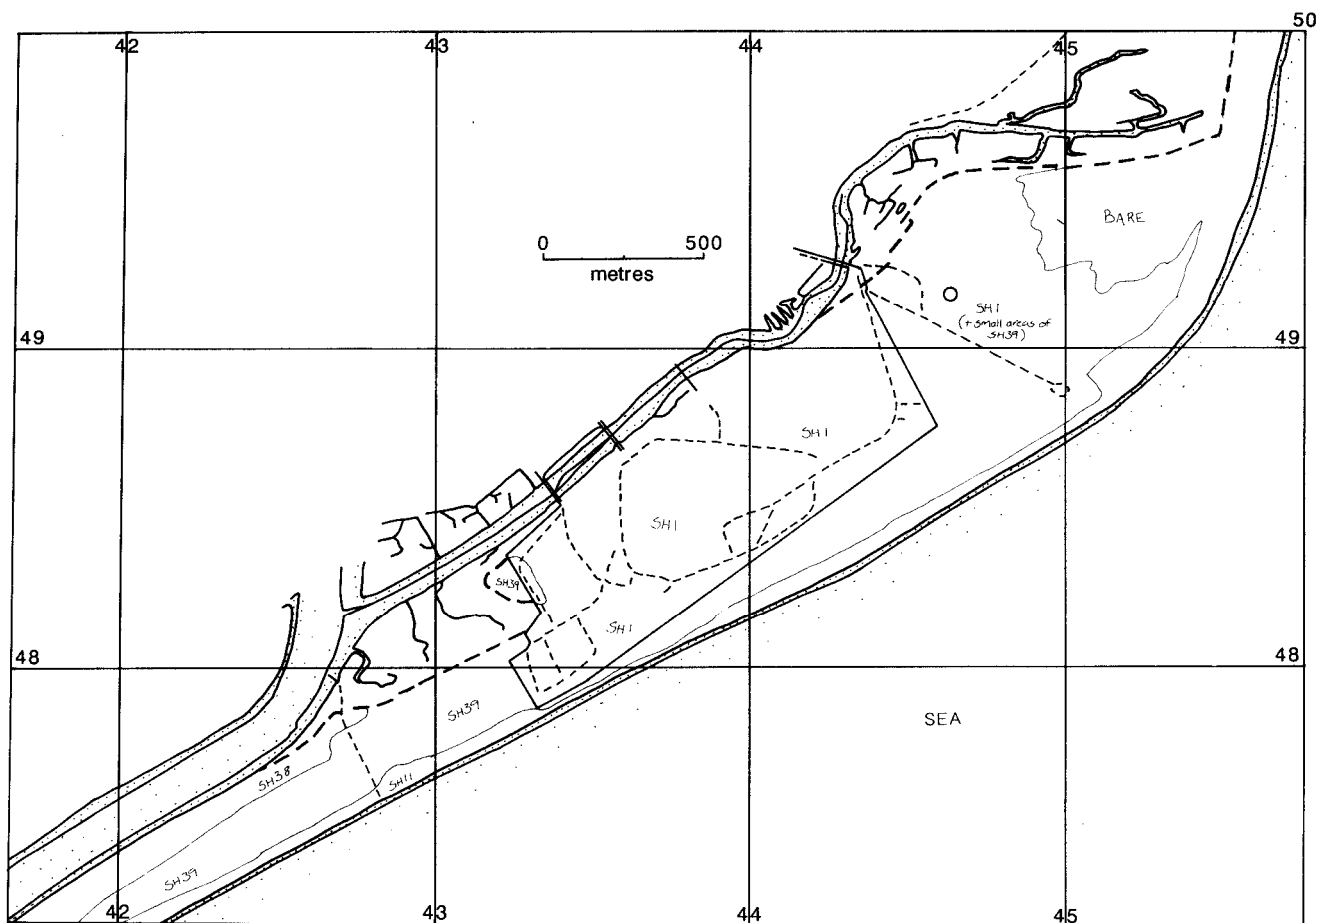 50
42
43
44
45
BARE
0
500
metres
SH1
(+ small areas of
SH39)
49
49
SH1
SH1
SH39
SH1
48
48
SH39
SEA
SH38
SH11
SH39
42
43
44
45